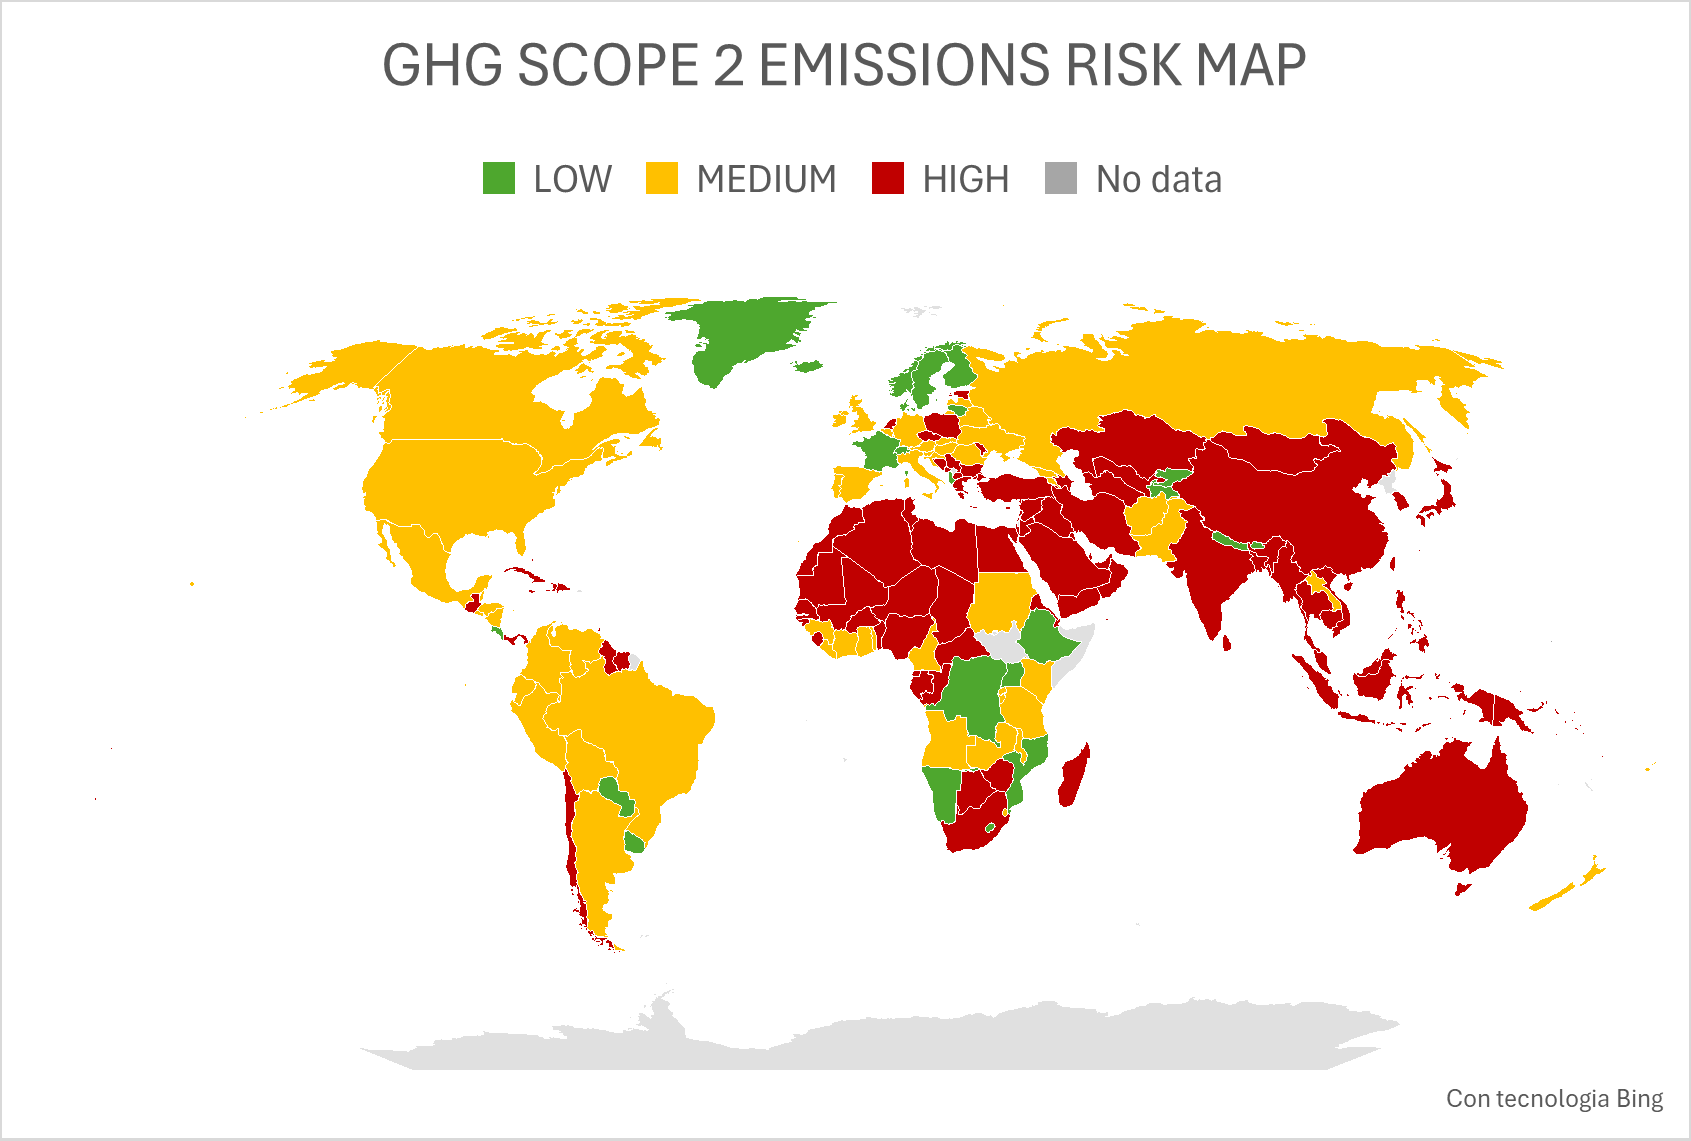 GHG SCOPE 2 EMISSIONS RISK MAP
LOW MEDIUM HIGH No data
Con tecnologia Bing